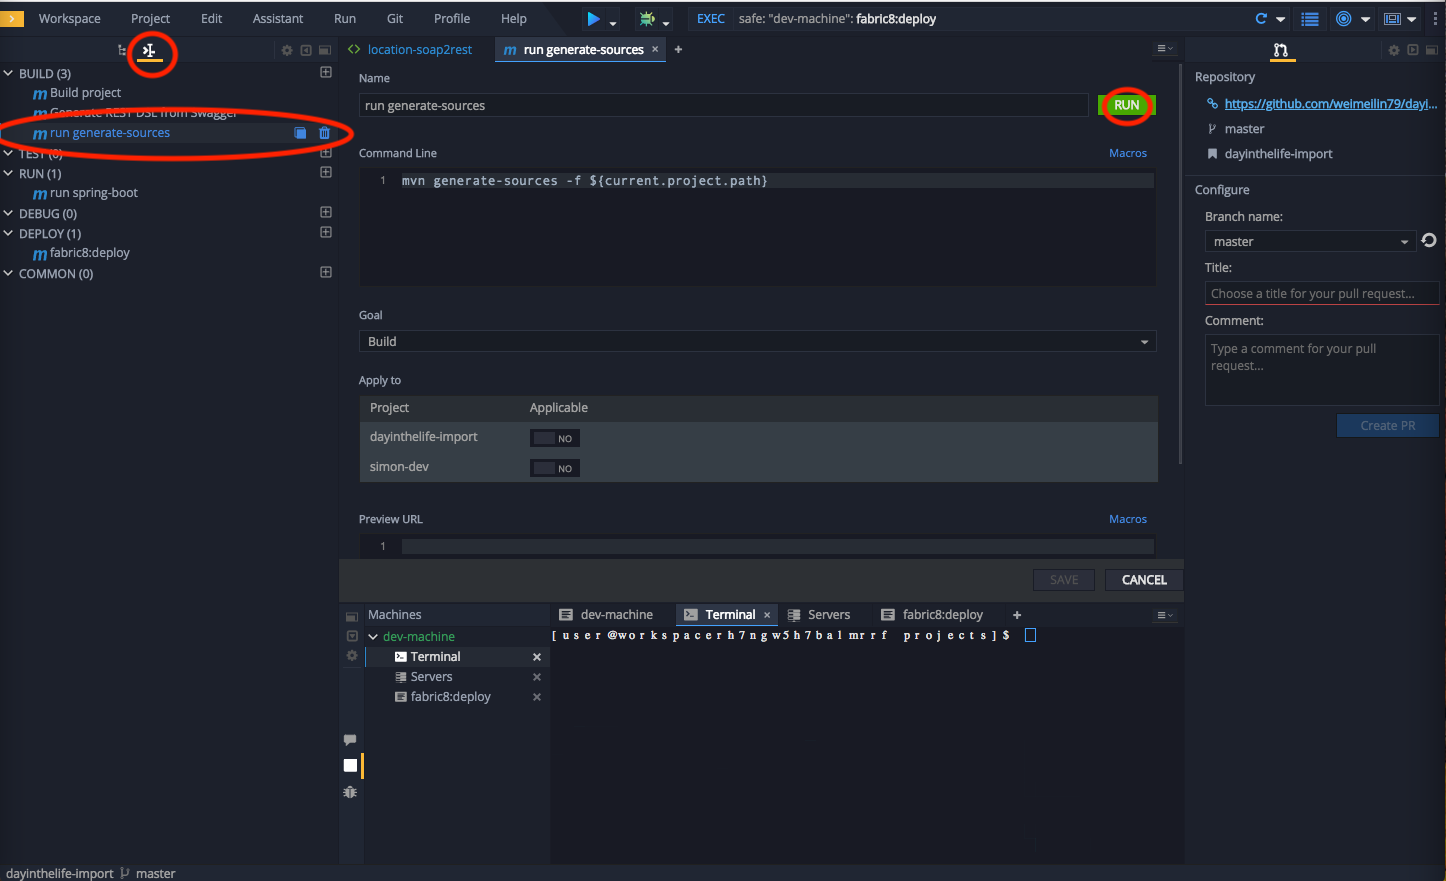 Workspace Project Edit Assistant Run Git Profile Help EXEC safe: "dev-machine": fabric8:deploy
BUILD (3)
m Build project
m Generate REST DSL from Swagger
m run generate-sources
TEST (0)
RUN (1)
m run spring-boot
DEBUG (0)
DEPLOY (1)
m fabric8:deploy
COMMON (0)
location-soap2rest m run generate-sources × +
Name
run generate-sources RUN
Command Line Macros
1 mvn generate-sources -f ${current.project.path}
Goal
Build
Apply to
Project Applicable
dayinthelife-import NO
simon-dev NO
Preview URL Macros
1
SAVE CANCEL
Repository
https://github.com/weimeilin79/dayi...
master
dayinthelife-import
Configure
Branch name:
master
Title:
Choose a title for your pull request...
Comment:
Type a comment for your pull
request...
Create PR
Machines
dev-machine
Terminal ×
Servers ×
fabric8:deploy ×
dev-machine Terminal × Servers fabric8:deploy +
[user@workspacerh7ngw5h7balmrrf projects]$
dayinthelife-import master